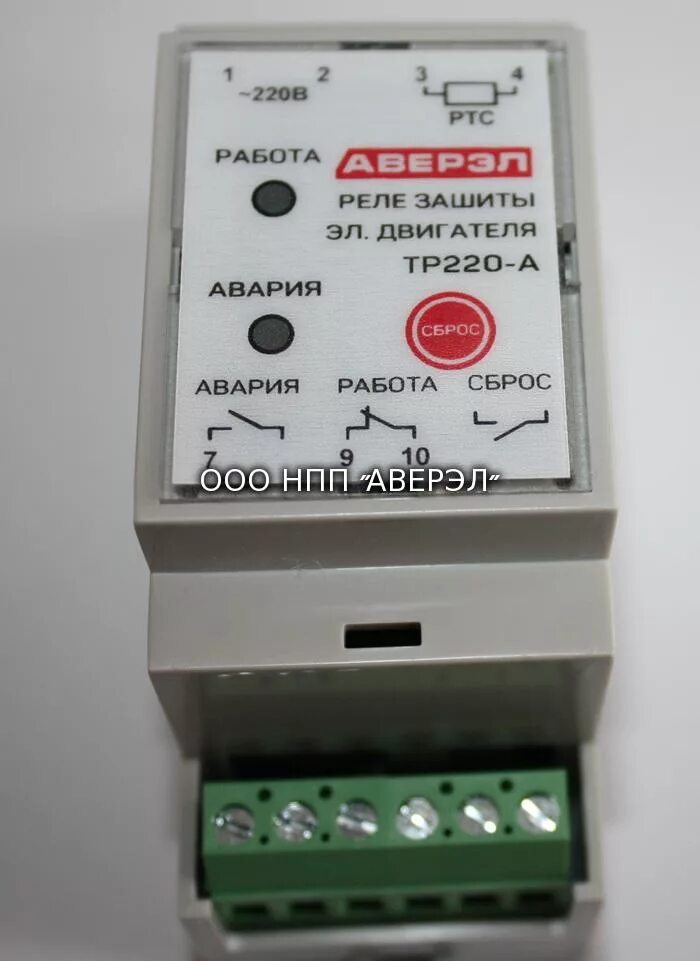 1 2 3 4
~220В
РТС
РАБОТА АВЕРЭЛ
РЕЛЕ ЗАШИТЫ
ЭЛ. ДВИГАТЕЛЯ
ТР220-А
АВАРИЯ
СБРОС
АВАРИЯ РАБОТА СБРОС
7 9 10
ООО НПП "АВЕРЭЛ"